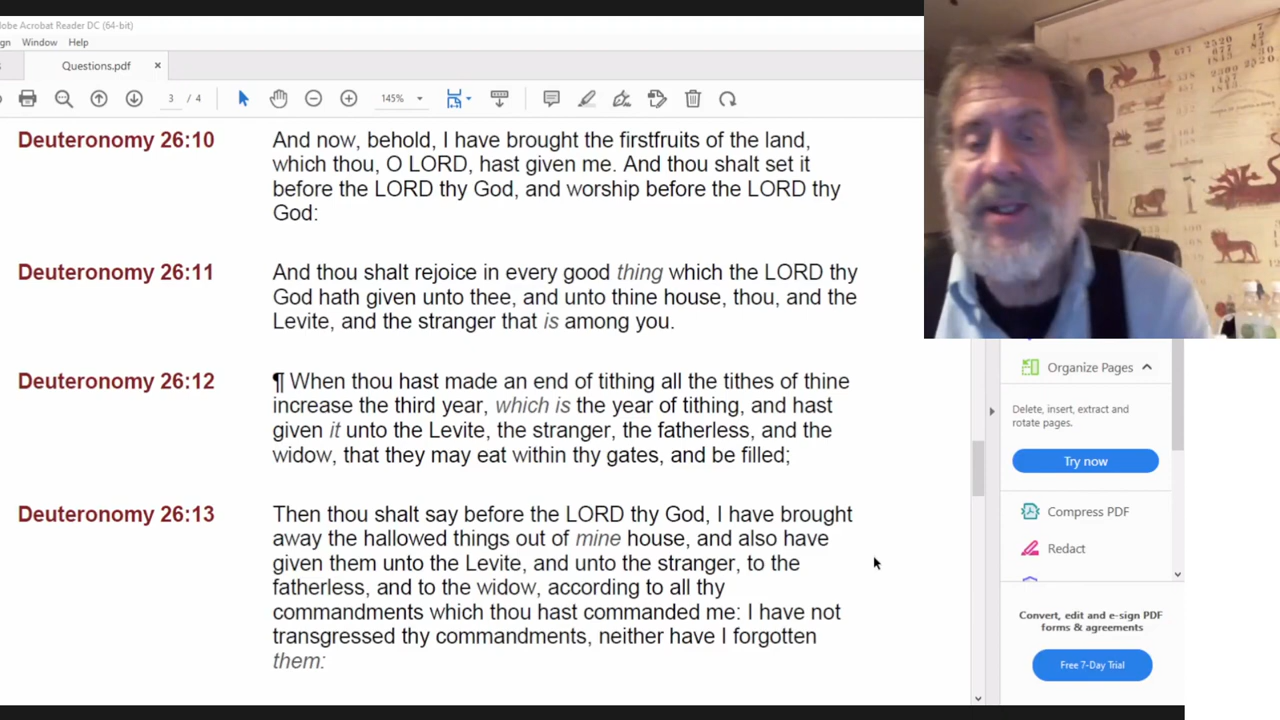 dobe Acrobat Reader DC (64-bit)
gn Window Help
Questions.pdf ×
3 / 4 145%
Deuteronomy 26:10 And now, behold, I have brought the firstfruits of the land,
which thou, O LORD, hast given me. And thou shalt set it
before the LORD thy God, and worship before the LORD thy
God:
Deuteronomy 26:11 And thou shalt rejoice in every good thing which the LORD thy
God hath given unto thee, and unto thine house, thou, and the
Levite, and the stranger that is among you.
Deuteronomy 26:12 ¶ When thou hast made an end of tithing all the tithes of thine
increase the third year, which is the year of tithing, and hast
given it unto the Levite, the stranger, the fatherless, and the
widow, that they may eat within thy gates, and be filled;
Deuteronomy 26:13 Then thou shalt say before the LORD thy God, I have brought
away the hallowed things out of mine house, and also have
given them unto the Levite, and unto the stranger, to the
fatherless, and to the widow, according to all thy
commandments which thou hast commanded me: I have not
transgressed thy commandments, neither have I forgotten
them:
677 2520
1843
2520
Organize Pages
Delete, insert, extract and
rotate pages.
Try now
Compress PDF
Redact
Convert, edit and e-sign PDF
forms & agreements
Free 7-Day Trial